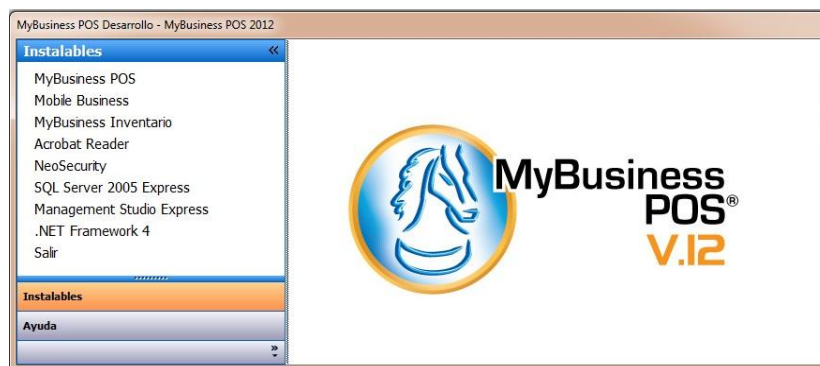 MyBusiness POS Desarrollo - MyBusiness POS 2012
Instalables
MyBusiness POS
Mobile Business
MyBusiness Inventario
Acrobat Reader
NeoSecurity
SQL Server 2005 Express
Management Studio Express
.NET Framework 4
Salir
Instalables
Ayuda
MyBusiness
POS®
V.12